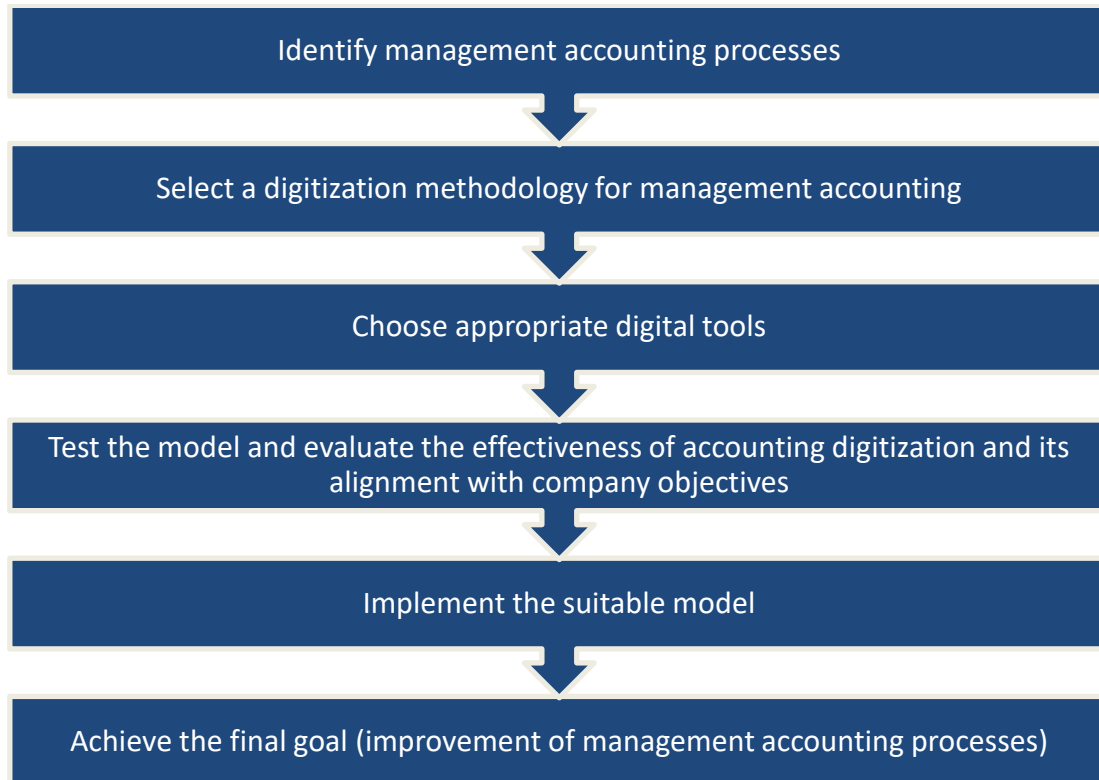 Identify management accounting processes
Select a digitization methodology for management accounting
Choose appropriate digital tools
Test the model and evaluate the effectiveness of accounting digitization and its
alignment with company objectives
Implement the suitable model
Achieve the final goal (improvement of management accounting processes)